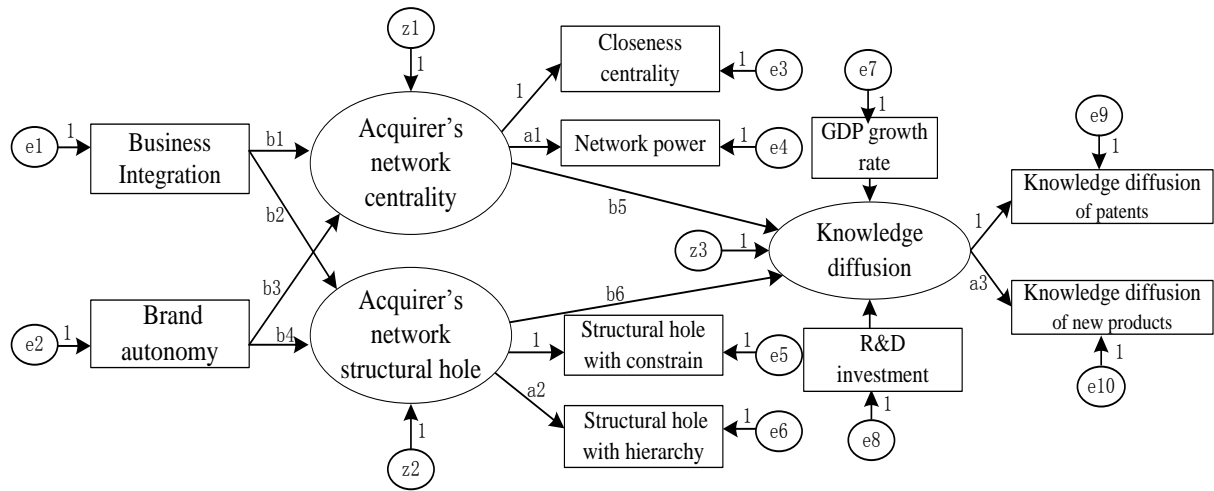 z1
1
Closeness
centrality
1
e3
1
e7
1
GDP growth
rate
e9
1
e1
1
Business
Integration
b1
Acquirer's
network
centrality
a1
Network power
1
e4
b2
b5
Knowledge diffusion
of patents
1
z3
1
Knowledge
diffusion
b3
b6
a3
Knowledge diffusion
of new products
1
e10
e2
1
Brand
autonomy
b4
Acquirer's
network
structural hole
1
Structural hole
with constrain
1
e5
R&D
investment
1
e8
a2
Structural hole
with hierarchy
1
e6
1
z2